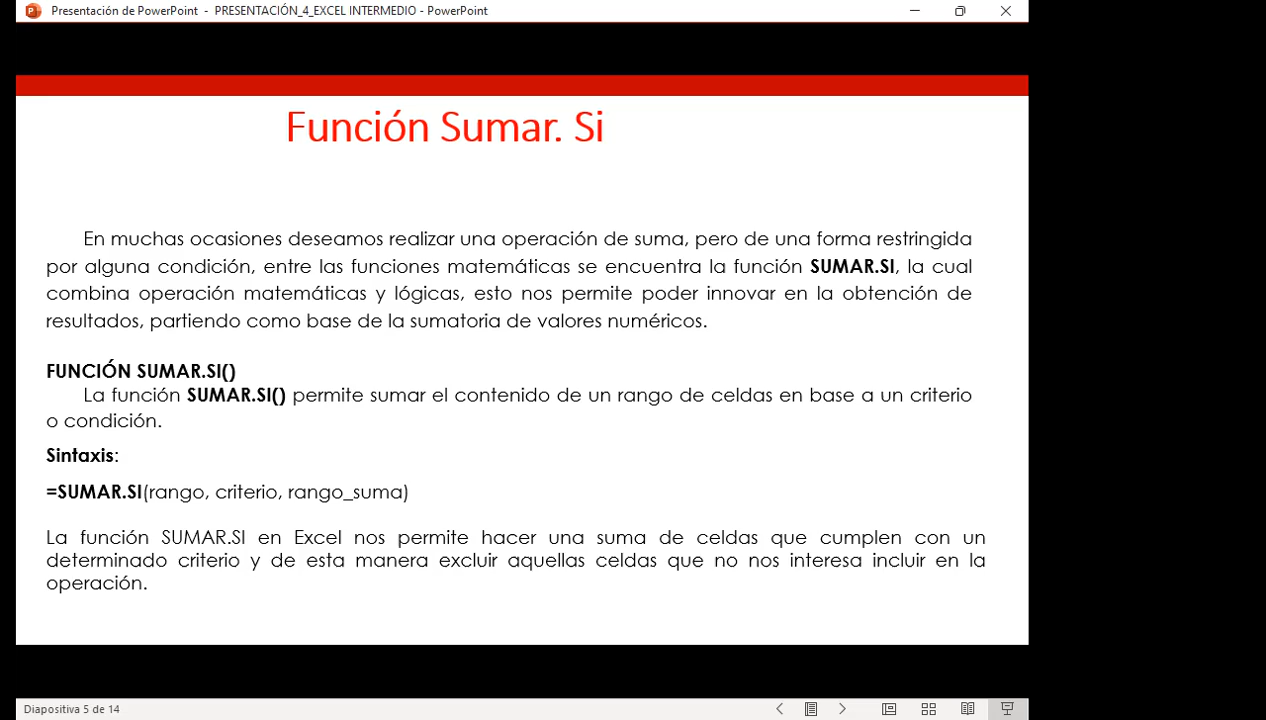 Presentación de PowerPoint - PRESENTACIÓN_4_EXCEL INTERMEDIO - PowerPoint
Función Sumar. Si
En muchas ocasiones deseamos realizar una operación de suma, pero de una forma restringida
por alguna condición, entre las funciones matemáticas se encuentra la función SUMAR.SI, la cual
combina operación matemáticas y lógicas, esto nos permite poder innovar en la obtención de
resultados, partiendo como base de la sumatoria de valores numéricos.
FUNCIÓN SUMAR.SI()
La función SUMAR.SI() permite sumar el contenido de un rango de celdas en base a un criterio
o condición.
Sintaxis:
=SUMAR.SI(rango, criterio, rango_suma)
La función SUMAR.SI en Excel nos permite hacer una suma de celdas que cumplen con un
determinado criterio y de esta manera excluir aquellas celdas que no nos interesa incluir en la
operación.
Diapositiva 5 de 14